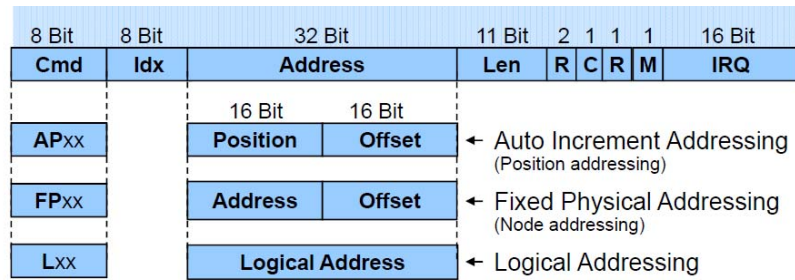 8 Bit 8 Bit 32 Bit 11 Bit 2 1 1 1 16 Bit
Cmd Idx Address Len R C R M IRQ
16 Bit 16 Bit
APxx Position Offset ← Auto Increment Addressing
(Position addressing)
FPxx Address Offset ← Fixed Physical Addressing
(Node addressing)
Lxx Logical Address ← Logical Addressing